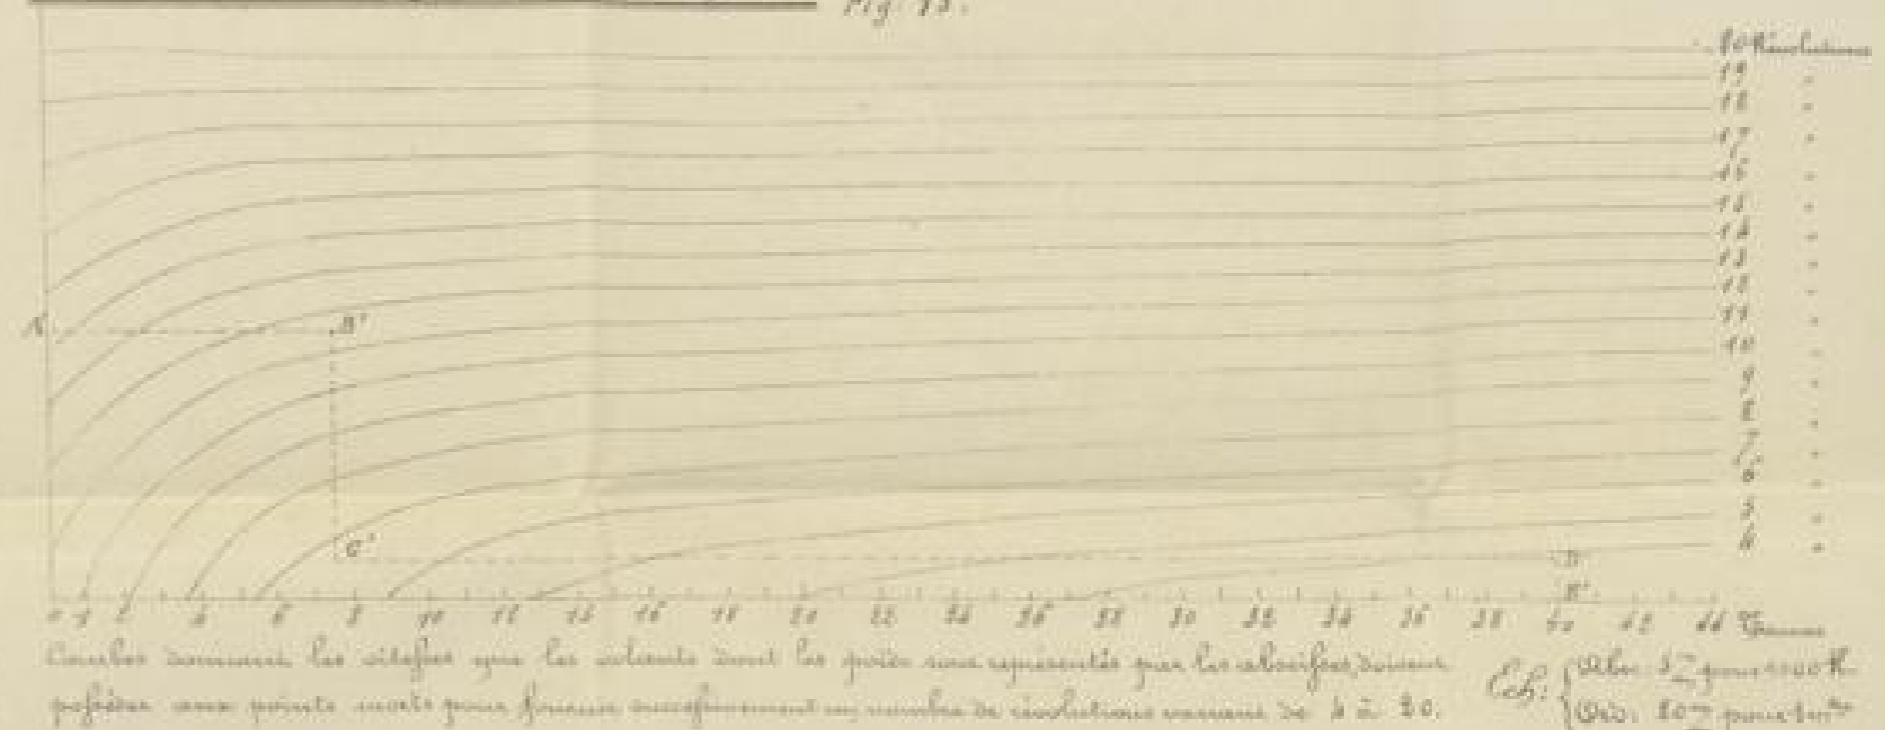 Fig. 13.
20 Révolutions
19 "
18 "
17 "
16 "
15 "
14 "
13 "
12 "
11 "
10 "
9 "
8 "
7 "
6 "
5 "
4 "
B'
C'
D
0 1 2 4 6 8 10 12 14 16 18 20 22 24 26 28 30 32 34 36 38 40 42 44 Tonnes
Courbes donnant les vitesses que les volants dont les poids sont représentés par les abscisses, doivent
posséder aux points morts pour fournir successivement un nombre de révolutions variant de 4 à 20.
Ech: Abs: pour 1000 K.
Ord: 20 pour 1